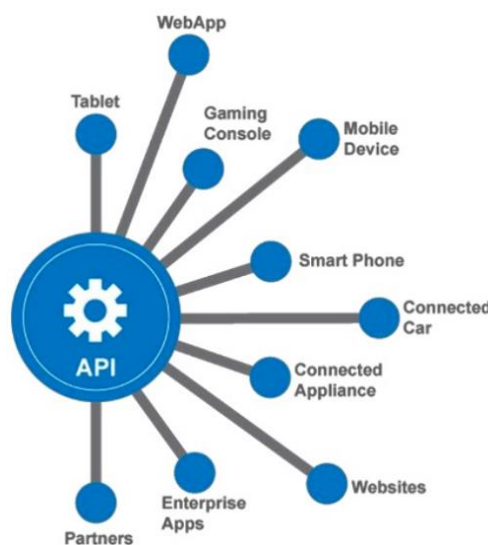 WebApp
Tablet
Gaming
Console
Mobile
Device
Smart Phone
Connected
Car
API
Connected
Appliance
Websites
Enterprise
Apps
Partners